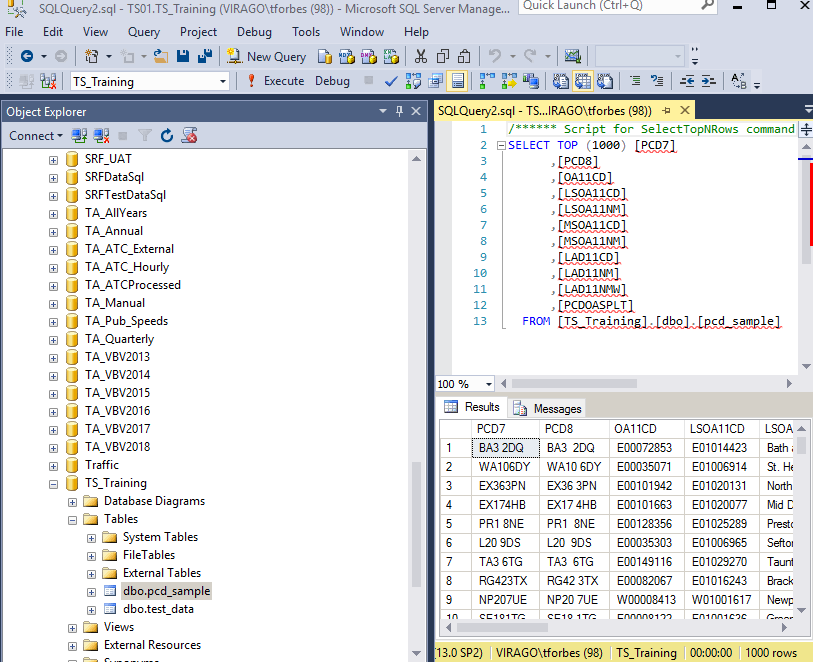 SQLQuery2.sql - TS01.TS_Training (VIRAGO\tforbes (98)) - Microsoft SQL Server Manage...
Quick Launch (Ctrl+Q)
File Edit View Query Project Debug Tools Window Help
New Query
TS_Training Execute Debug
Object Explorer
Connect
SRF_UAT
SRFDataSql
SRFTestDataSql
TA_AllYears
TA_Annual
TA_ATC_External
TA_ATC_Hourly
TA_ATCProcessed
TA_Manual
TA_Pub_Speeds
TA_Quarterly
TA_VBV2013
TA_VBV2014
TA_VBV2015
TA_VBV2016
TA_VBV2017
TA_VBV2018
Traffic
TS_Training
Database Diagrams
Tables
System Tables
FileTables
External Tables
dbo.pcd_sample
dbo.test_data
Views
External Resources
Synonyms
SQLQuery2.sql - TS...IRAGO\tforbes (98))
1 /****** Script for SelectTopNRows command
2 SELECT TOP (1000) [PCD7]
3 ,[PCD8]
4 ,[OA11CD]
5 ,[LSOA11CD]
6 ,[LSOA11NM]
7 ,[MSOA11CD]
8 ,[MSOA11NM]
9 ,[LAD11CD]
10 ,[LAD11NM]
11 ,[LAD11NMW]
12 ,[PCDOASPLT]
13 FROM [TS_Training].[dbo].[pcd_sample]
100 %
Results Messages
PCD7 PCD8 OA11CD LSOA11CD LSOA
1 BA3 2DQ BA3 2DQ E00072853 E01014423 Bath a
2 WA106DY WA10 6DY E00035071 E01006914 St. He
3 EX363PN EX36 3PN E00101942 E01020131 North
4 EX174HB EX17 4HB E00101663 E01020077 Mid D
5 PR1 8NE PR1 8NE E00128356 E01025289 Presto
6 L20 9DS L20 9DS E00035303 E01006965 Sefto
7 TA3 6TG TA3 6TG E00149116 E01029270 Taunt
8 RG423TX RG42 3TX E00082067 E01016243 Brack
9 NP207UE NP20 7UE W00008413 W01001617 Newp
10 SE181RG SE18 1RG E00008122 E01001626 Green
(13.0 SP2) VIRAGO\tforbes (98) TS_Training 00:00:00 1000 rows